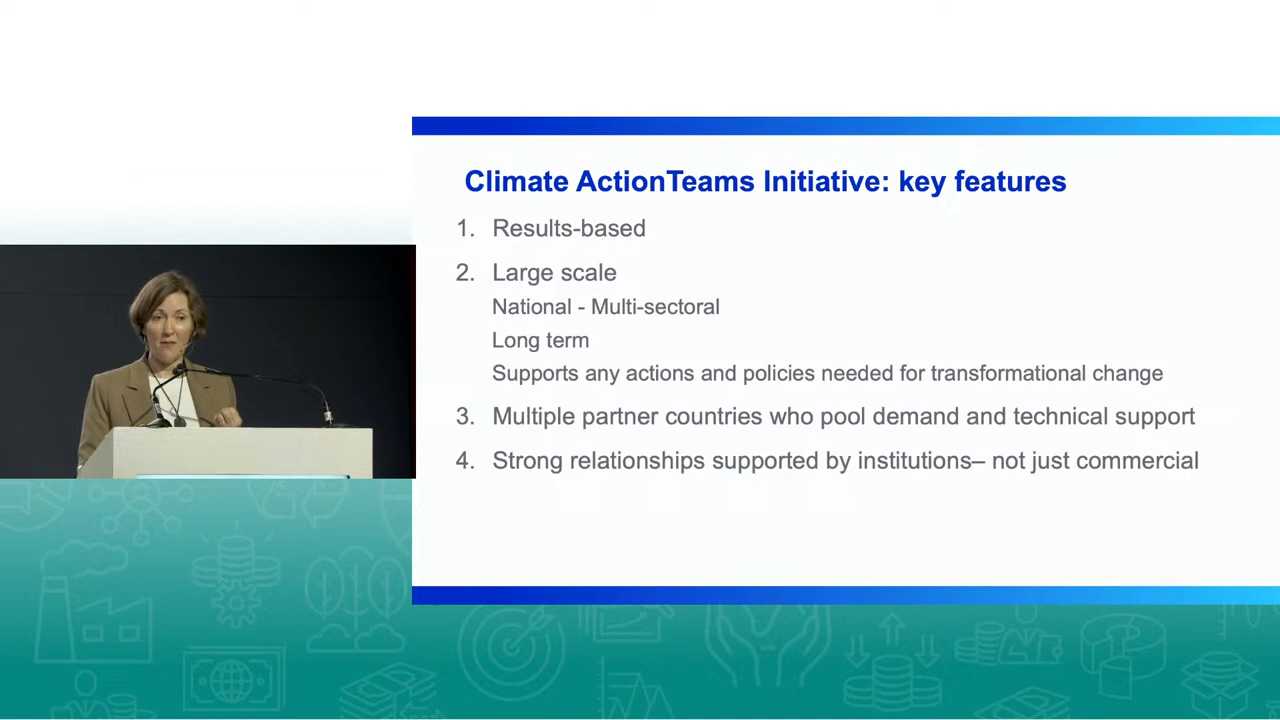 Climate ActionTeams Initiative: key features
1. Results-based
2. Large scale
National - Multi-sectoral
Long term
Supports any actions and policies needed for transformational change
3. Multiple partner countries who pool demand and technical support
4. Strong relationships supported by institutions– not just commercial